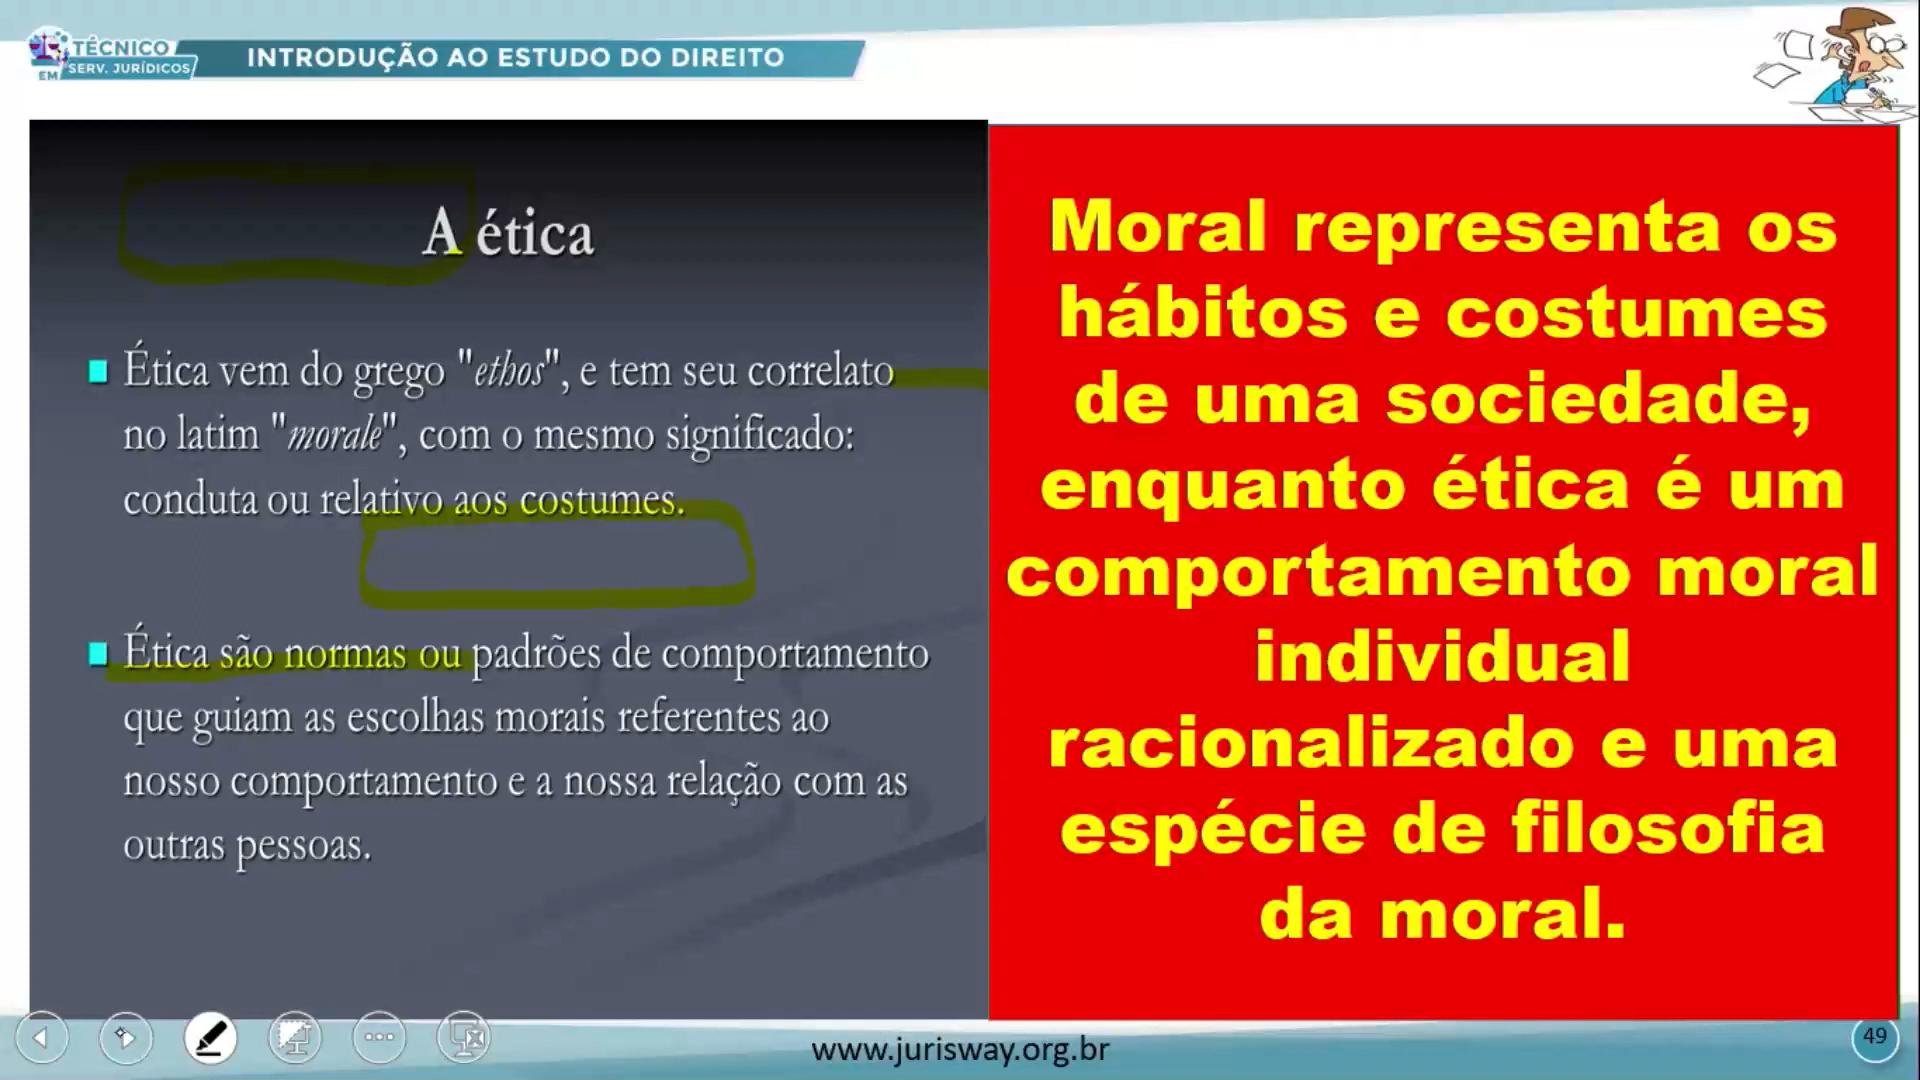 TÉCNICO
EM SERV. JURÍDICOS
INTRODUÇÃO AO ESTUDO DO DIREITO
A ética
Ética vem do grego "ethos", e tem seu correlato
no latim "morale", com o mesmo significado:
conduta ou relativo aos costumes.
Ética são normas ou padrões de comportamento
que guiam as escolhas morais referentes ao
nosso comportamento e a nossa relação com as
outras pessoas.
Moral representa os
hábitos e costumes
de uma sociedade,
enquanto ética é um
comportamento moral
individual
racionalizado e uma
espécie de filosofia
da moral.
www.jurisway.org.br
49